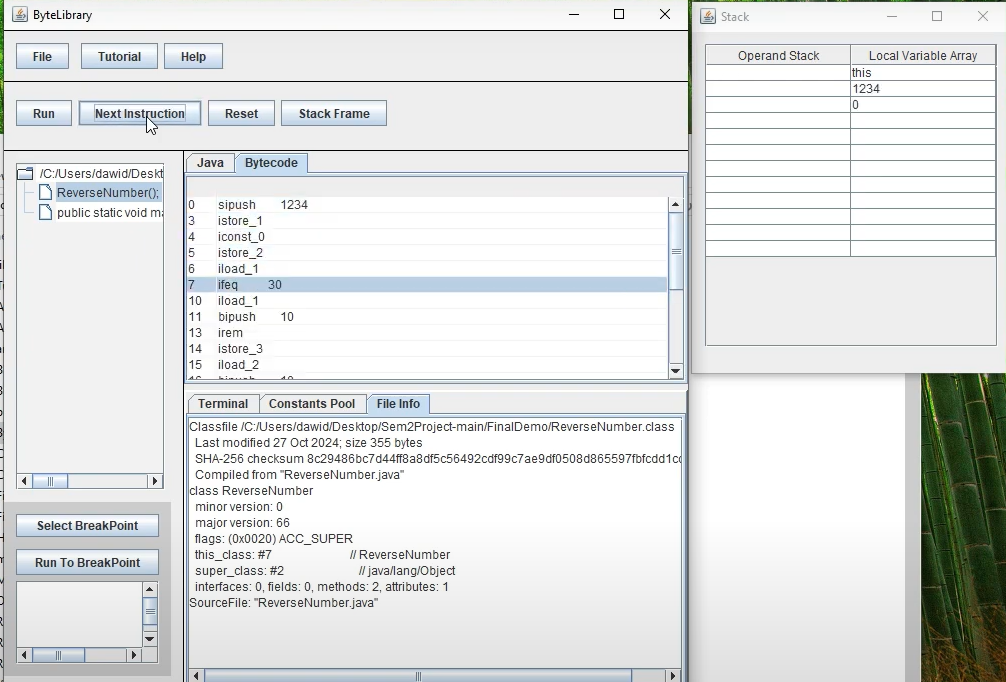 ByteLibrary
File Tutorial Help
Run Next Instruction Reset Stack Frame
/C:/Users/dawid/Deskt
ReverseNumber();
public static void ma
Select BreakPoint
Run To BreakPoint
Java Bytecode
0 sipush 1234
3 istore_1
4 iconst_0
5 istore_2
6 iload_1
7 ifeq 30
10 iload_1
11 bipush 10
13 irem
14 istore_3
15 iload_2
16 bipush 10
Terminal Constants Pool File Info
Classfile /C:/Users/dawid/Desktop/Sem2Project-main/FinalDemo/ReverseNumber.class
Last modified 27 Oct 2024; size 355 bytes
SHA-256 checksum 8c29486bc7d44ff8a8df5c56492cdf99c7ae9df0508d865597fbfcdd1cc
Compiled from "ReverseNumber.java"
class ReverseNumber
minor version: 0
major version: 66
flags: (0x0020) ACC_SUPER
this_class: #7 // ReverseNumber
super_class: #2 // java/lang/Object
interfaces: 0, fields: 0, methods: 2, attributes: 1
SourceFile: "ReverseNumber.java"
Stack
Operand Stack Local Variable Array
this
1234
0